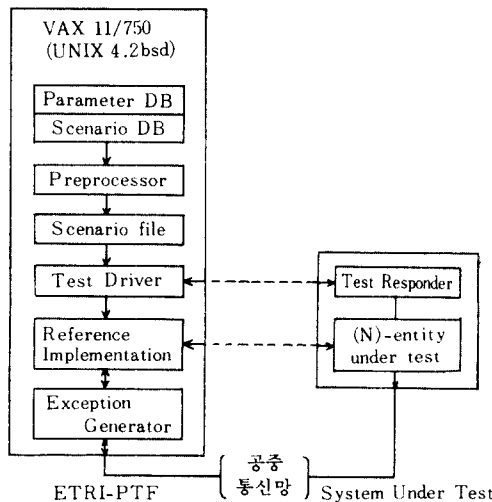 VAX 11/750
(UNIX 4.2bsd)
Parameter DB
Scenario DB
Preprocessor
Scenario file
Test Driver
Reference
Implementation
Exception
Generator
Test Responder
(N)-entity
under test
공중
통신망
ETRI-PTF
System Under Test